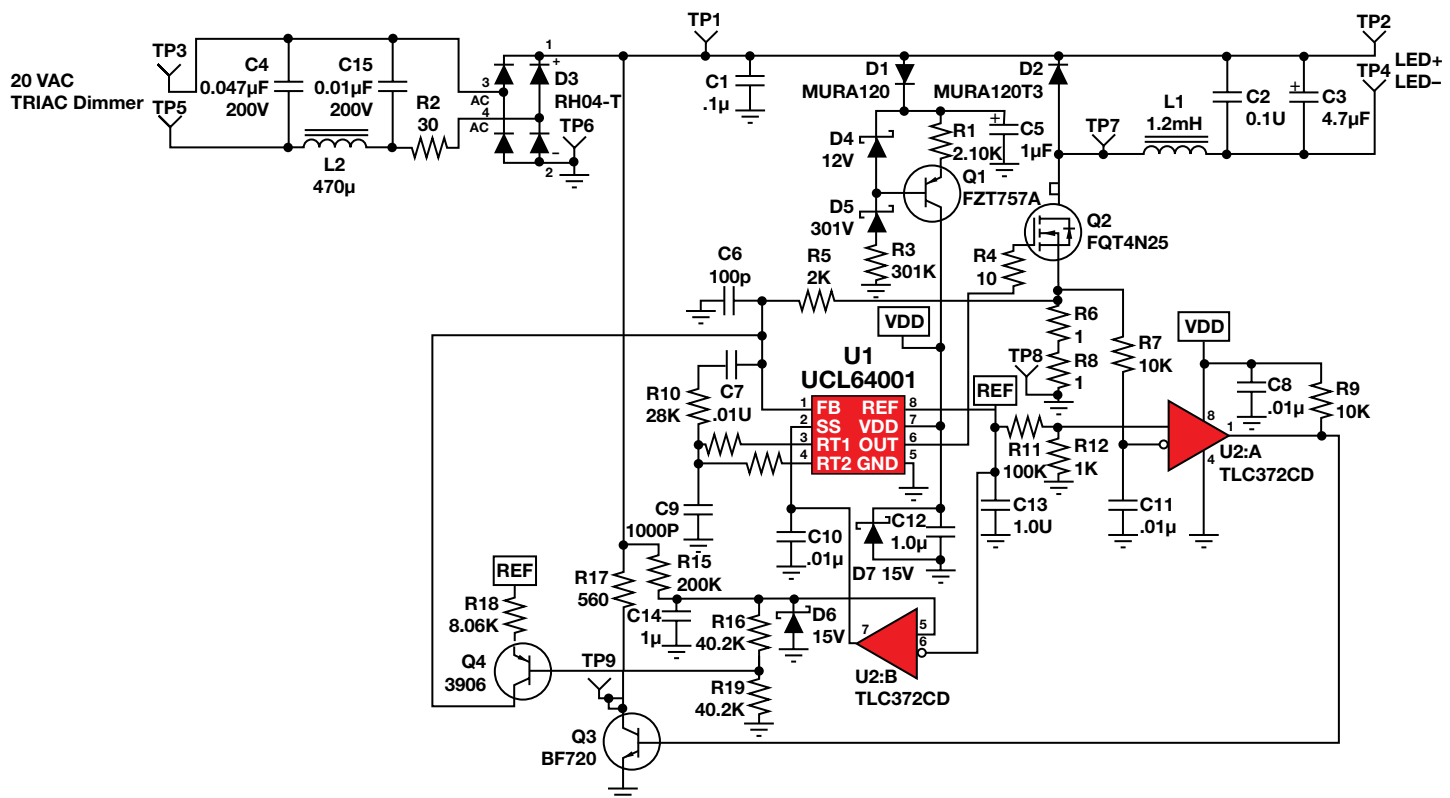 20 VAC
TRIAC Dimmer
TP3
TP5
C4
0.047µF
200V
C15
0.01µF
200V
R2
30
L2
470µ
3
AC
4
AC
1
+
D3
RH04-T
TP6
−
2
TP1
C1
.1µ
D1
MURA120
D2
MURA120T3
TP2
LED+
TP4
LED−
L1
1.2mH
TP7
C2
0.1U
+
C3
4.7µF
D4
12V
R1
2.10K
+
C5
1µF
Q1
FZT757A
D5
301V
R3
301K
Q2
FQT4N25
R4
10
C6
100p
R5
2K
VDD
R6
1
R8
1
TP8
R7
10K
VDD
C8
.01µ
R9
10K
U1
UCL64001
1 FB REF 8
2 SS VDD 7
3 RT1 OUT 6
4 RT2 GND 5
R10
28K
C7
.01U
REF
R11
100K
R12
1K
8
1
4
U2:A
TLC372CD
C9
1000P
C10
.01µ
C12
1.0µ
D7 15V
C13
1.0U
C11
.01µ
R17
560
R15
200K
C14
1µ
R16
40.2K
D6
15V
7
5
6
U2:B
TLC372CD
REF
R18
8.06K
Q4
3906
TP9
R19
40.2K
Q3
BF720